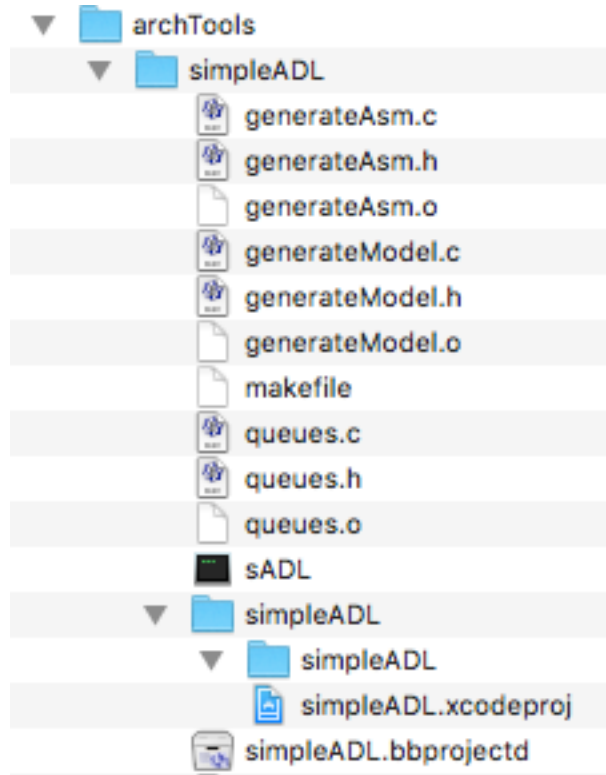 archTools
simpleADL
generateAsm.c
generateAsm.h
generateAsm.o
generateModel.c
generateModel.h
generateModel.o
makefile
queues.c
queues.h
queues.o
sADL
simpleADL
simpleADL
simpleADL.xcodeproj
simpleADL.bbprojectd